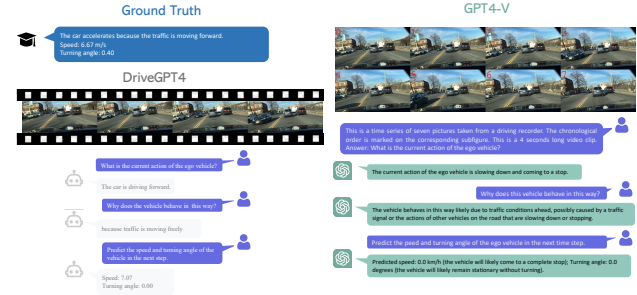 Ground Truth
The car accelerates because the traffic is moving forward.
Speed: 6.67 m/s
Turning angle: 0.40
DriveGPT4
What is the current action of the ego vehicle?
The car is driving forward.
Why does the vehicle behave in this way?
because traffic is moving freely
Predict the speed and turning angle of the
vehicle in the next step.
Speed: 7.07
Turning angle: 0.00
GPT4-V
This is a time series of seven pictures taken from a driving recorder. The chronological
order is marked on the corresponding subfigure. This is a 4 seconds long video clip.
Answer: What is the current action of the ego vehicle?
The current action of the ego vehicle is slowing down and coming to a stop.
Why does this vehicle behave in this way?
The vehicle behaves in this way likely due to traffic conditions ahead, possibly caused by a traffic
signal or the actions of other vehicles on the road that are slowing down or stopping.
Predict the peed and turning angle of the ego vehicle in the next time step.
Predicted speed: 0.0 km/h (the vehicle will likely come to a complete stop); Turning angle: 0.0
degrees (the vehicle will likely remain stationary without turning).